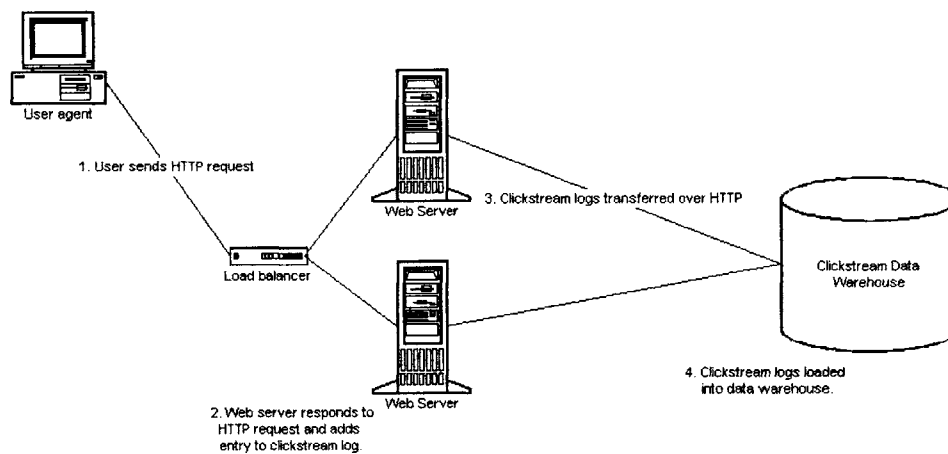 User agent
1. User sends HTTP request
Load balancer
Web Server
3. Clickstream logs transferred over HTTP
Clickstream Data
Warehouse
Web Server
2. Web server responds to
HTTP request and adds
entry to clickstream log.
4. Clickstream logs loaded
into data warehouse.